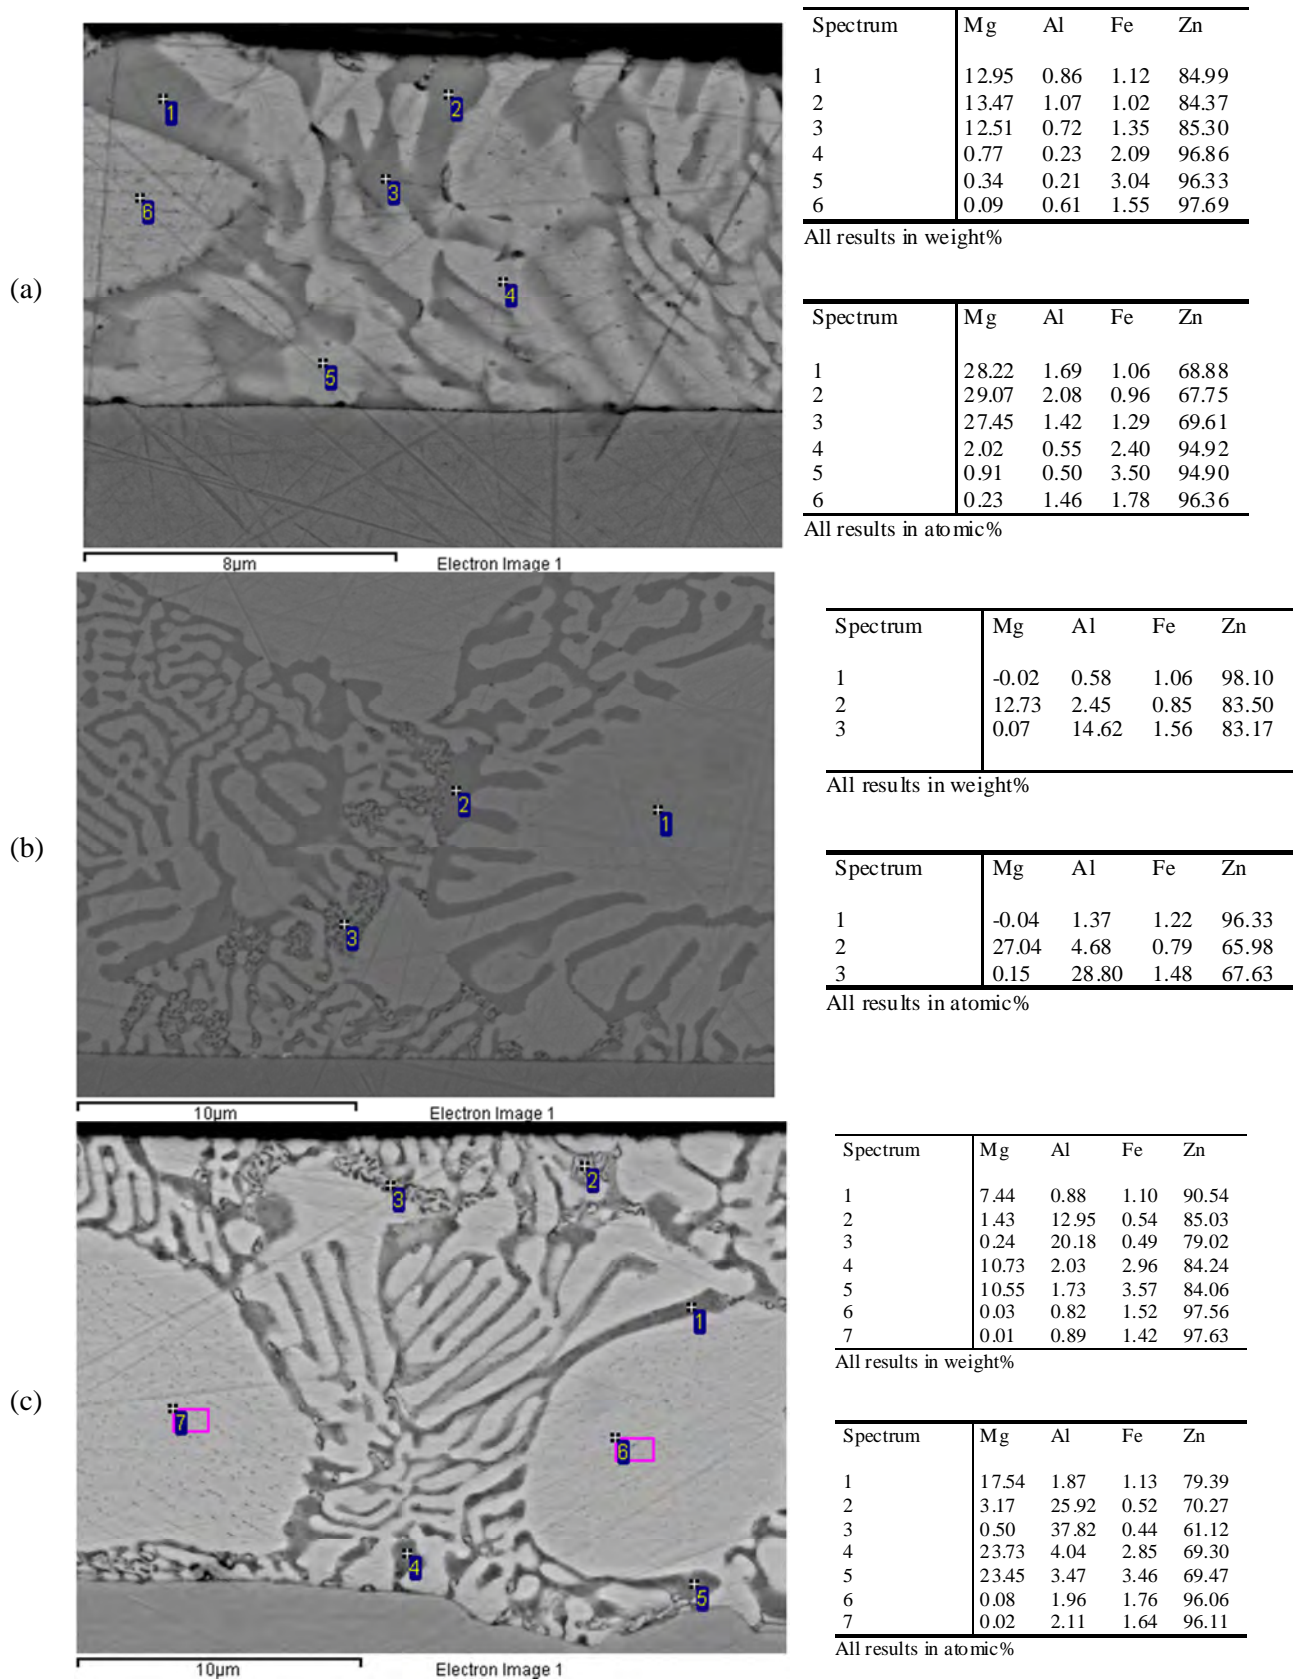 (a)
1
2
3
6
4
5
8µm Electron Image 1
Spectrum Mg Al Fe Zn
1 12.95 0.86 1.12 84.99
2 13.47 1.07 1.02 84.37
3 12.51 0.72 1.35 85.30
4 0.77 0.23 2.09 96.86
5 0.34 0.21 3.04 96.33
6 0.09 0.61 1.55 97.69
All results in weight%
Spectrum Mg Al Fe Zn
1 28.22 1.69 1.06 68.88
2 29.07 2.08 0.96 67.75
3 27.45 1.42 1.29 69.61
4 2.02 0.55 2.40 94.92
5 0.91 0.50 3.50 94.90
6 0.23 1.46 1.78 96.36
All results in atomic%
(b)
2
1
3
10µm Electron Image 1
Spectrum Mg Al Fe Zn
1 -0.02 0.58 1.06 98.10
2 12.73 2.45 0.85 83.50
3 0.07 14.62 1.56 83.17
All results in weight%
Spectrum Mg Al Fe Zn
1 -0.04 1.37 1.22 96.33
2 27.04 4.68 0.79 65.98
3 0.15 28.80 1.48 67.63
All results in atomic%
(c)
2
3
1
7
6
4
5
10µm Electron Image 1
Spectrum Mg Al Fe Zn
1 7.44 0.88 1.10 90.54
2 1.43 12.95 0.54 85.03
3 0.24 20.18 0.49 79.02
4 10.73 2.03 2.96 84.24
5 10.55 1.73 3.57 84.06
6 0.03 0.82 1.52 97.56
7 0.01 0.89 1.42 97.63
All results in weight%
Spectrum Mg Al Fe Zn
1 17.54 1.87 1.13 79.39
2 3.17 25.92 0.52 70.27
3 0.50 37.82 0.44 61.12
4 23.73 4.04 2.85 69.30
5 23.45 3.47 3.46 69.47
6 0.08 1.96 1.76 96.06
7 0.02 2.11 1.64 96.11
All results in atomic%